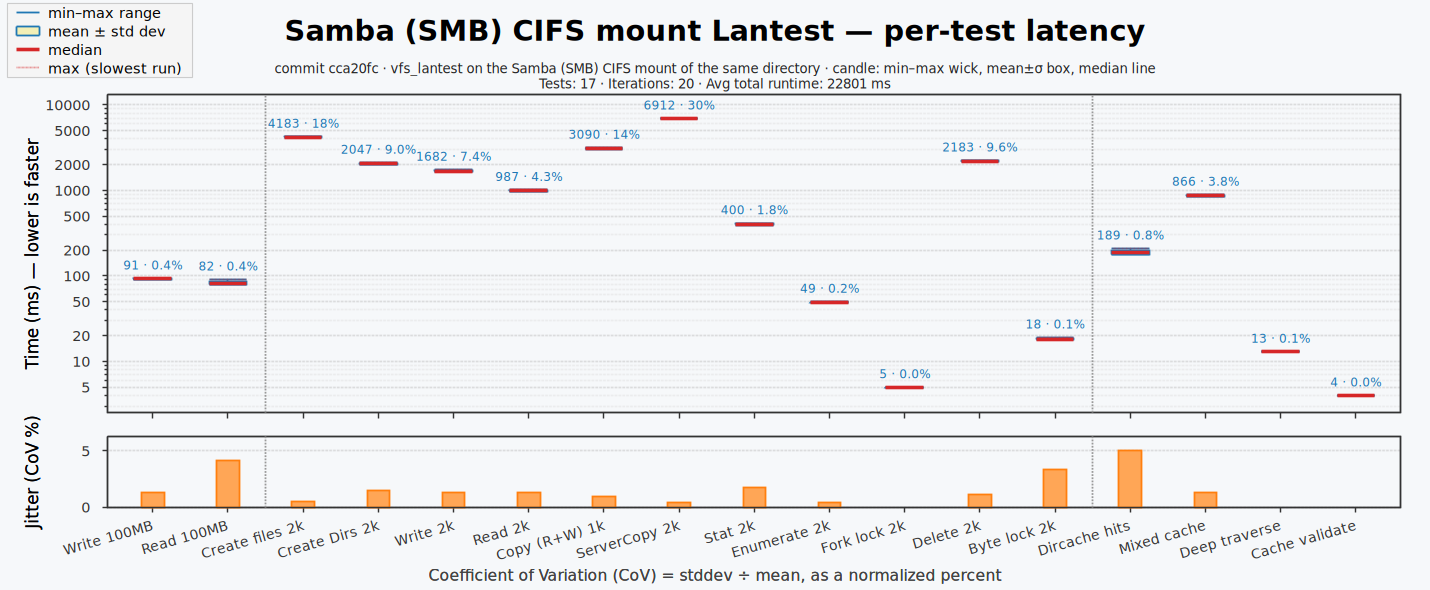 min–max range
mean ± std dev
median
max (slowest run)
Samba (SMB) CIFS mount Lantest — per-test latency
commit cca20fc · vfs_lantest on the Samba (SMB) CIFS mount of the same directory · candle: min–max wick, mean±σ box, median line
Tests: 17 · Iterations: 20 · Avg total runtime: 22801 ms
Time (ms) — lower is faster
10000
5000
2000
1000
500
200
100
50
20
10
5
91 · 0.4%
82 · 0.4%
4183 · 18%
2047 · 9.0%
1682 · 7.4%
987 · 4.3%
3090 · 14%
6912 · 30%
400 · 1.8%
49 · 0.2%
5 · 0.0%
2183 · 9.6%
18 · 0.1%
189 · 0.8%
866 · 3.8%
13 · 0.1%
4 · 0.0%
Jitter (CoV %)
5
0
Write 100MB
Read 100MB
Create files 2k
Create Dirs 2k
Write 2k
Read 2k
Copy (R+W) 1k
ServerCopy 2k
Stat 2k
Enumerate 2k
Fork lock 2k
Delete 2k
Byte lock 2k
Dircache hits
Mixed cache
Deep traverse
Cache validate
Coefficient of Variation (CoV) = stddev ÷ mean, as a normalized percent